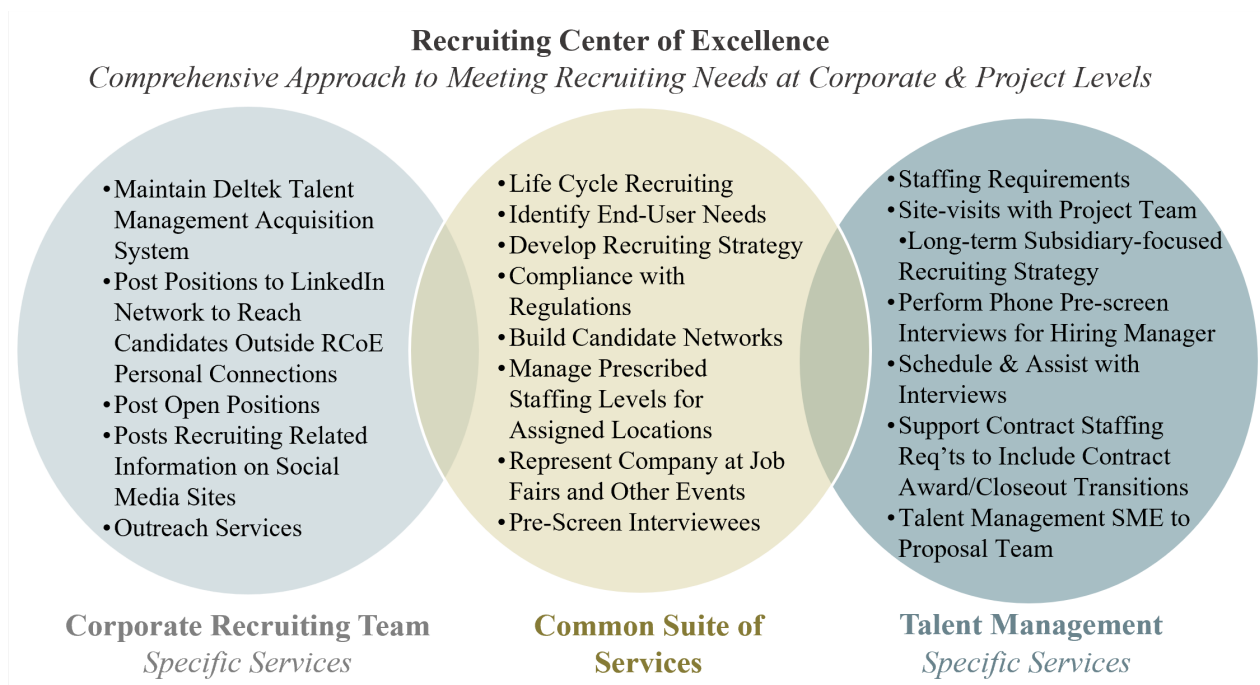 Recruiting Center of Excellence
Comprehensive Approach to Meeting Recruiting Needs at Corporate & Project Levels
•Maintain Deltek Talent
Management Acquisition
System
•Post Positions to LinkedIn
Network to Reach
Candidates Outside RCoE
Personal Connections
•Post Open Positions
•Posts Recruiting Related
Information on Social
Media Sites
•Outreach Services
•Life Cycle Recruiting
•Identify End-User Needs
•Develop Recruiting Strategy
•Compliance with
Regulations
•Build Candidate Networks
•Manage Prescribed
Staffing Levels for
Assigned Locations
•Represent Company at Job
Fairs and Other Events
•Pre-Screen Interviewees
•Staffing Requirements
•Site-visits with Project Team
•Long-term Subsidiary-focused
Recruiting Strategy
•Perform Phone Pre-screen
Interviews for Hiring Manager
•Schedule & Assist with
Interviews
•Support Contract Staffing
Req’ts to Include Contract
Award/Closeout Transitions
•Talent Management SME to
Proposal Team
Corporate Recruiting Team
Specific Services
Common Suite of
Services
Talent Management
Specific Services